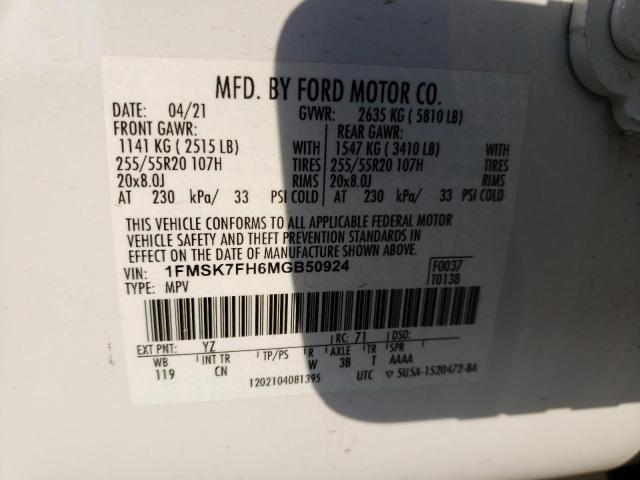 MFD. BY FORD MOTOR CO.
DATE: 04/21 GVWR: 2635 KG ( 5810 LB)
FRONT GAWR: REAR GAWR:
1141 KG ( 2515 LB) WITH 1547 KG ( 3410 LB) WITH
255/55R20 107H TIRES 255/55R20 107H TIRES
20x8.0J RIMS 20x8.0J RIMS
AT 230 kPa/ 33 PSI COLD AT 230 kPa/ 33 PSI COLD
THIS VEHICLE CONFORMS TO ALL APPLICABLE FEDERAL MOTOR
VEHICLE SAFETY AND THEFT PREVENTION STANDARDS IN
EFFECT ON THE DATE OF MANUFACTURE SHOWN ABOVE.
VIN: 1FMSK7FH6MGB50924 F0037
TYPE: MPV T0138
EXT PNT: YZ RC: 71 DSO:
WB INT TR TP/PS R AXLE TR SPR
119 CN W 3B T AAAA
1202104081395 UTC ▽ 5U5A-1520472-BA